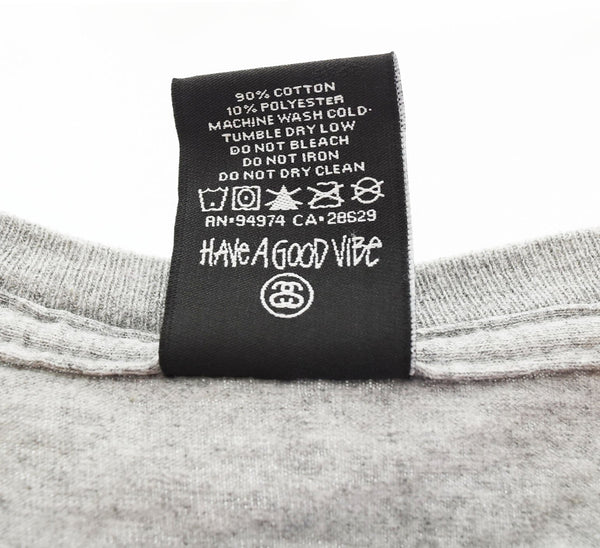 90% COTTON
10% POLYESTER
MACHINE WASH COLD·
TUMBLE DRY LOW
DO NOT BLEACH
DO NOT IRON
DO NOT DRY CLEAN
RN·94974 CA·28629
HAVE A GOOD VIBE